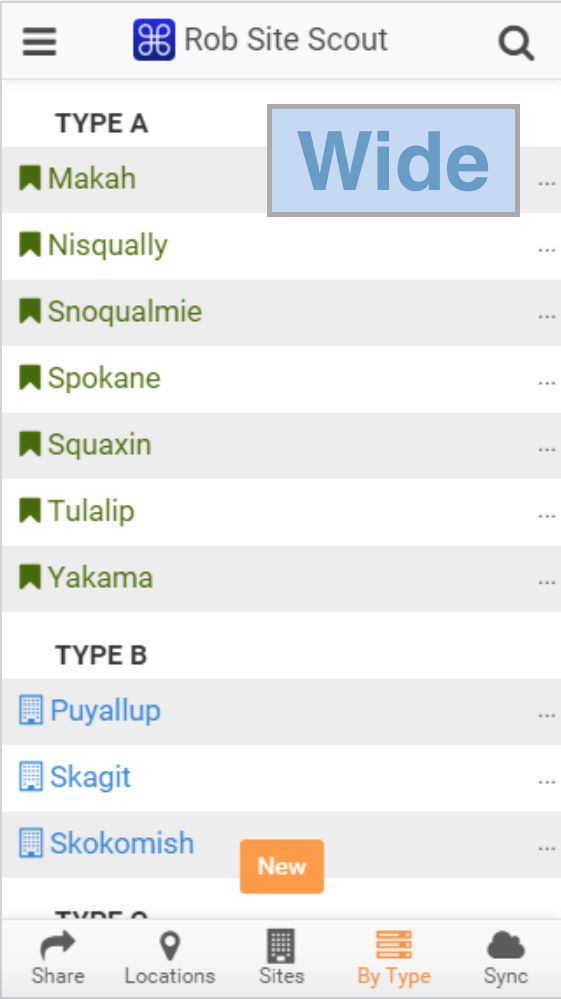 Rob Site Scout
TYPE A
Wide
Makah ...
Nisqually ...
Snoqualmie ...
Spokane ...
Squaxin ...
Tulalip ...
Yakama ...
TYPE B
Puyallup ...
Skagit ...
Skokomish ...
New
Share Locations Sites By Type Sync